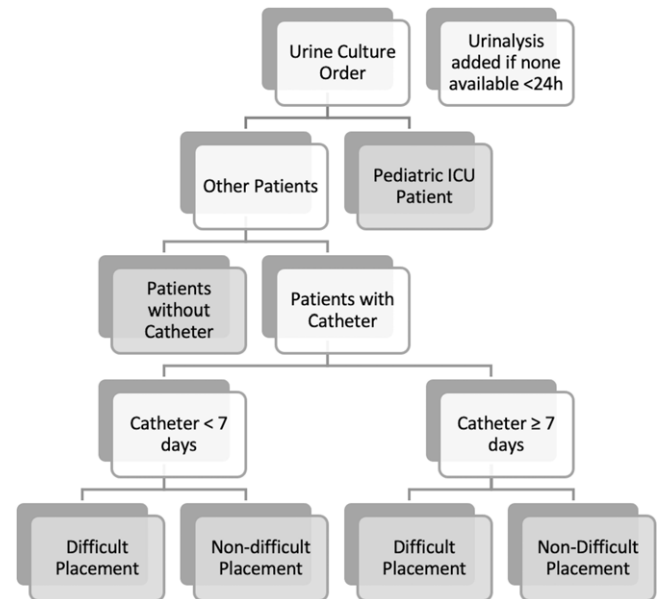 Urine Culture
Order
Urinalysis
added if none
available <24h
Other Patients
Pediatric ICU
Patient
Patients
without
Catheter
Patients with
Catheter
Catheter < 7
days
Catheter ≥ 7
days
Difficult
Placement
Non-difficult
Placement
Difficult
Placement
Non-Difficult
Placement